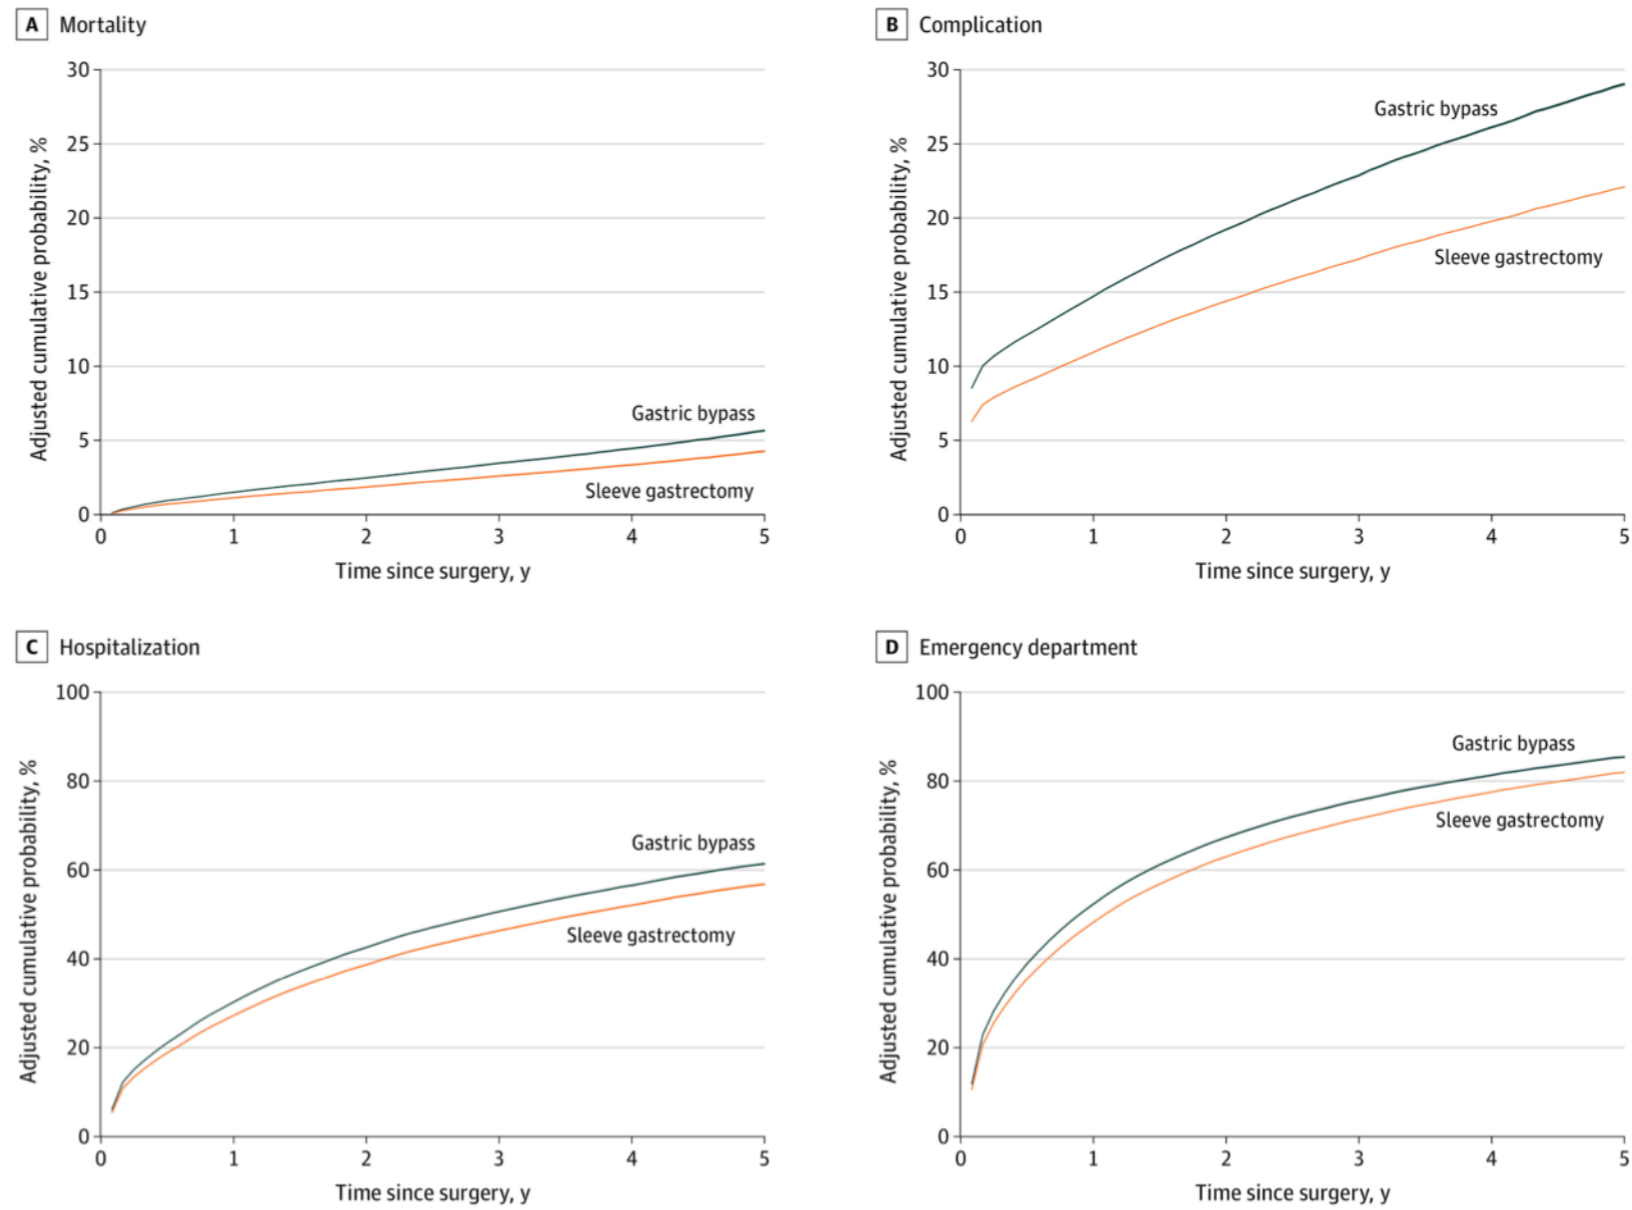 A Mortality
30
25
20
15
10
5
0
Adjusted cumulative probability, %
Gastric bypass
Sleeve gastrectomy
0 1 2 3 4 5
Time since surgery, y
B Complication
30
25
20
15
10
5
0
Adjusted cumulative probability, %
Gastric bypass
Sleeve gastrectomy
0 1 2 3 4 5
Time since surgery, y
C Hospitalization
100
80
60
40
20
0
Adjusted cumulative probability, %
Gastric bypass
Sleeve gastrectomy
0 1 2 3 4 5
Time since surgery, y
D Emergency department
100
80
60
40
20
0
Adjusted cumulative probability, %
Gastric bypass
Sleeve gastrectomy
0 1 2 3 4 5
Time since surgery, y